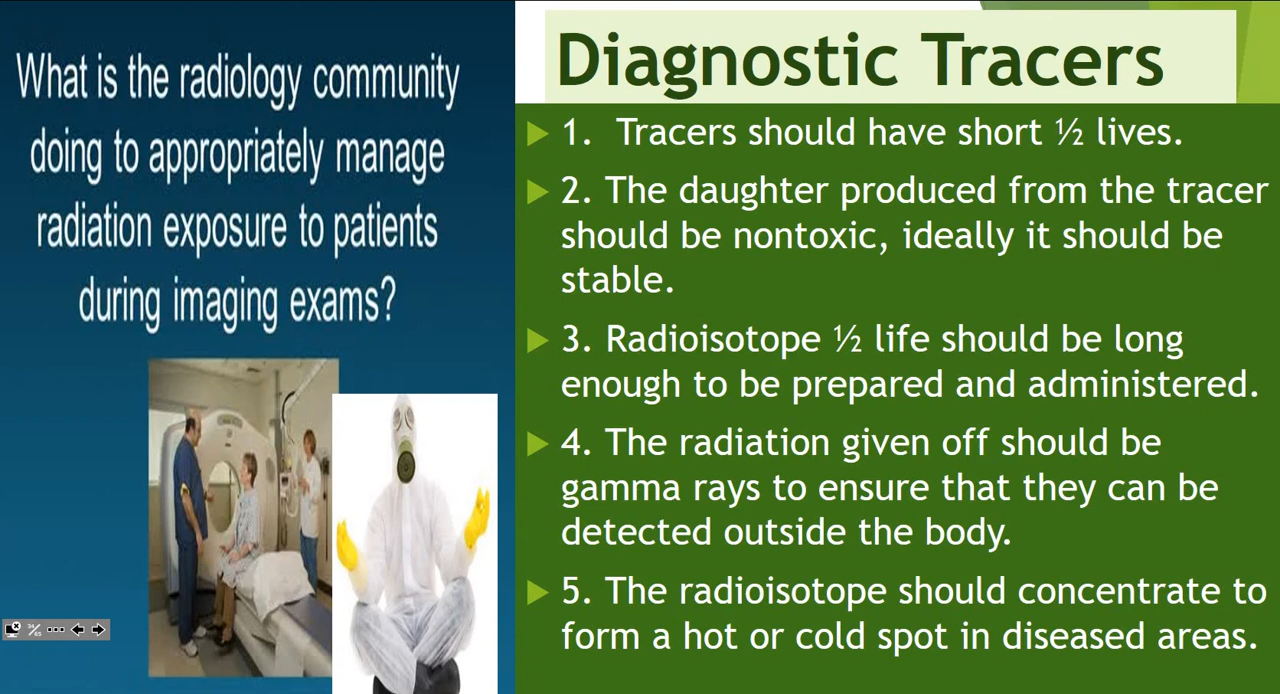 What is the radiology community
doing to appropriately manage
radiation exposure to patients
during imaging exams?
Diagnostic Tracers
1. Tracers should have short ½ lives.
2. The daughter produced from the tracer
should be nontoxic, ideally it should be
stable.
3. Radioisotope ½ life should be long
enough to be prepared and administered.
4. The radiation given off should be
gamma rays to ensure that they can be
detected outside the body.
5. The radioisotope should concentrate to
form a hot or cold spot in diseased areas.